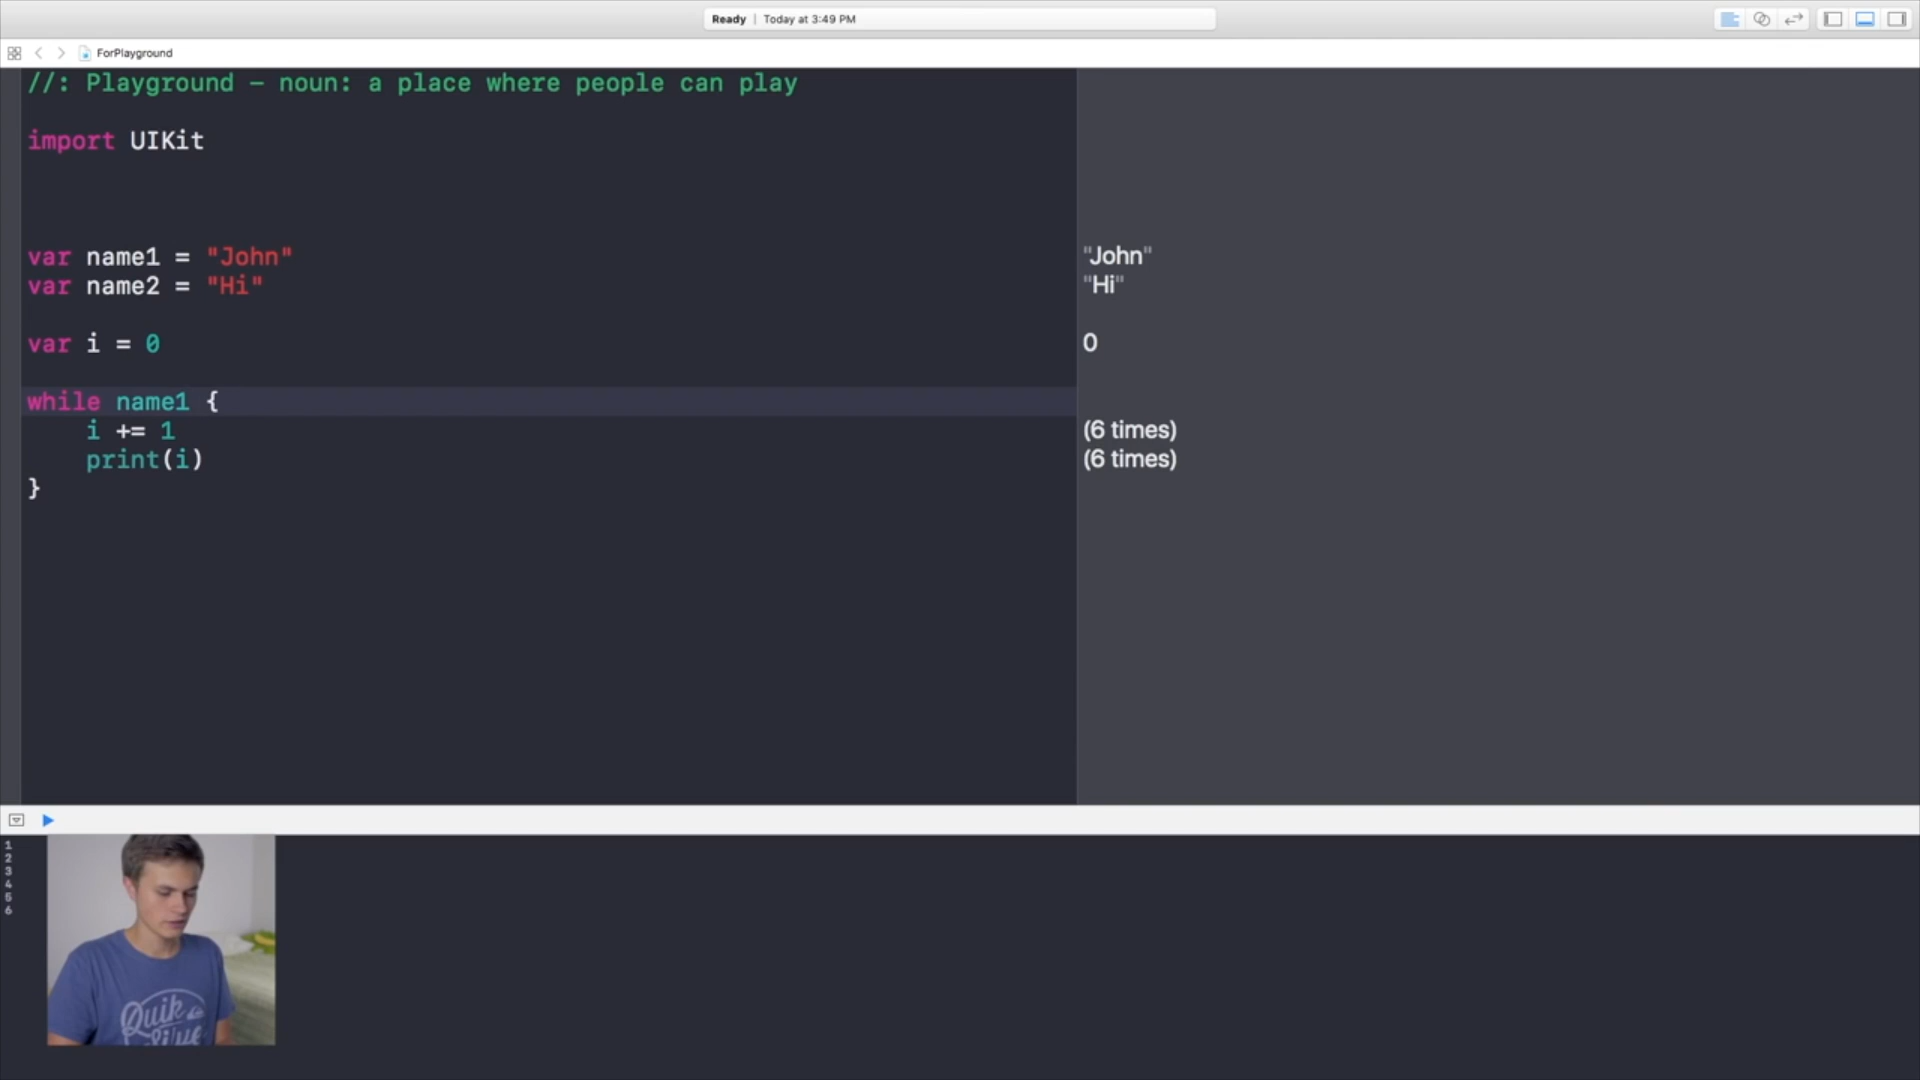 Ready | Today at 3:49 PM
ForPlayground
//: Playground – noun: a place where people can play
import UIKit
var name1 = "John"
"John"
var name2 = "Hi"
"Hi"
var i = 0
0
while name1 {
i += 1
(6 times)
print(i)
(6 times)
}
1
2
3
4
5
6
Quik